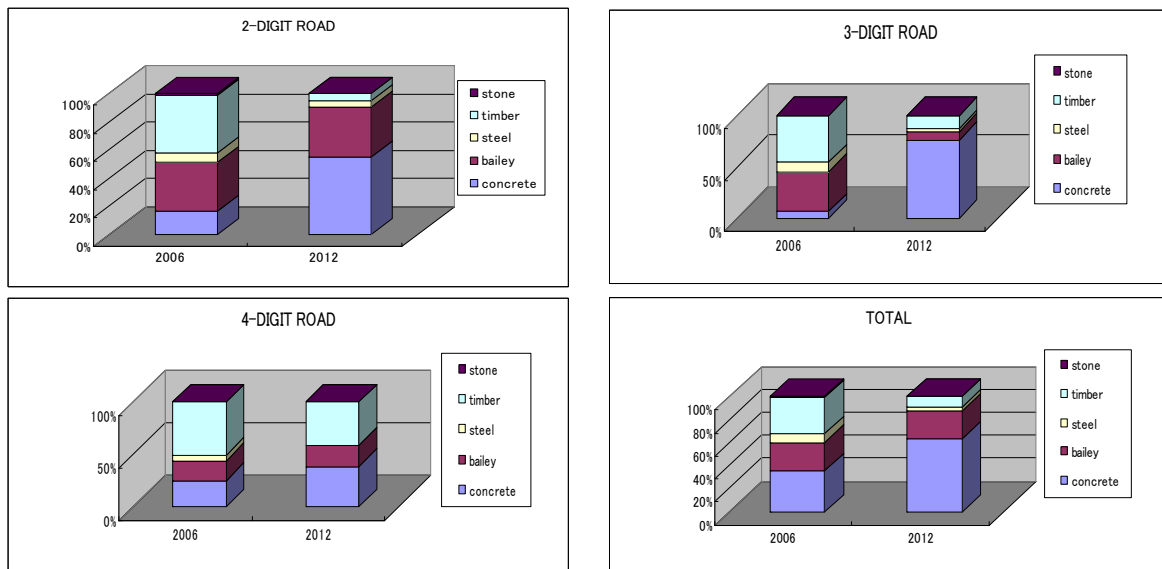 2-DIGIT ROAD
100%
80%
60%
40%
20%
0%
2006
2012
stone
timber
steel
bailey
concrete
3-DIGIT ROAD
100%
50%
0%
2006
2012
stone
timber
steel
bailey
concrete
4-DIGIT ROAD
100%
50%
0%
2006
2012
stone
timber
steel
bailey
concrete
TOTAL
100%
80%
60%
40%
20%
0%
2006
2012
stone
timber
steel
bailey
concrete